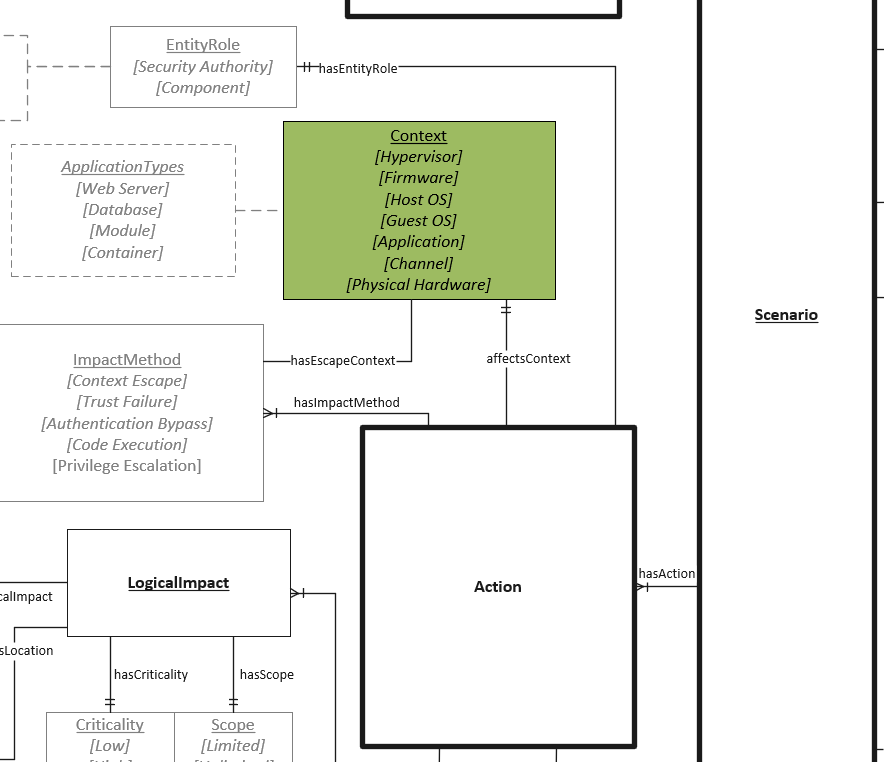 EntityRole
[Security Authority]
[Component]
hasEntityRole
Context
[Hypervisor]
[Firmware]
[Host OS]
[Guest OS]
[Application]
[Channel]
[Physical Hardware]
ApplicationTypes
[Web Server]
[Database]
[Module]
[Container]
Scenario
ImpactMethod
[Context Escape]
[Trust Failure]
[Authentication Bypass]
[Code Execution]
[Privilege Escalation]
hasEscapeContext
affectsContext
hasImpactMethod
LogicalImpact
Action
hasAction
calImpact
sLocation
hasCriticality
hasScope
Criticality
[Low]
Scope
[Limited]